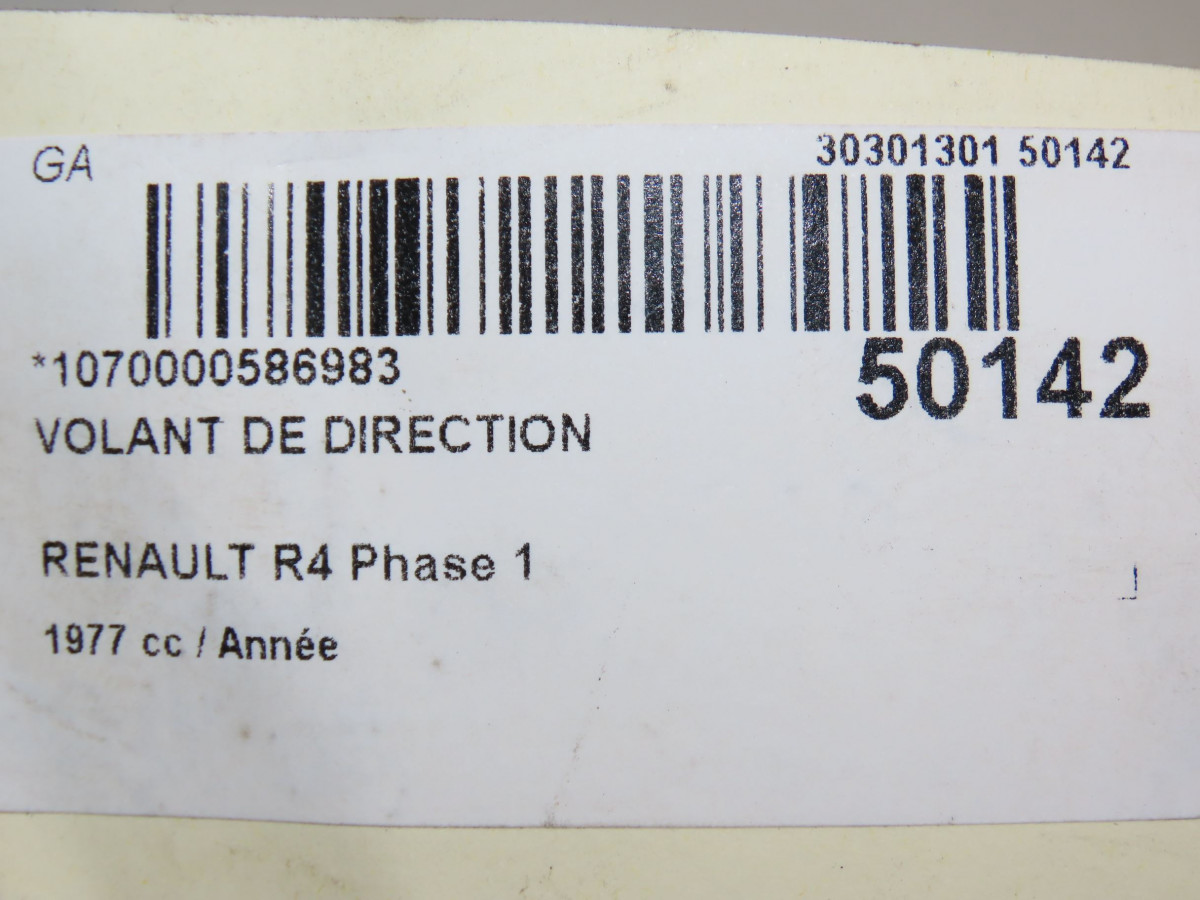 GA
30301301 50142
*1070000586983
50142
VOLANT DE DIRECTION
RENAULT R4 Phase 1
1977 cc / Année